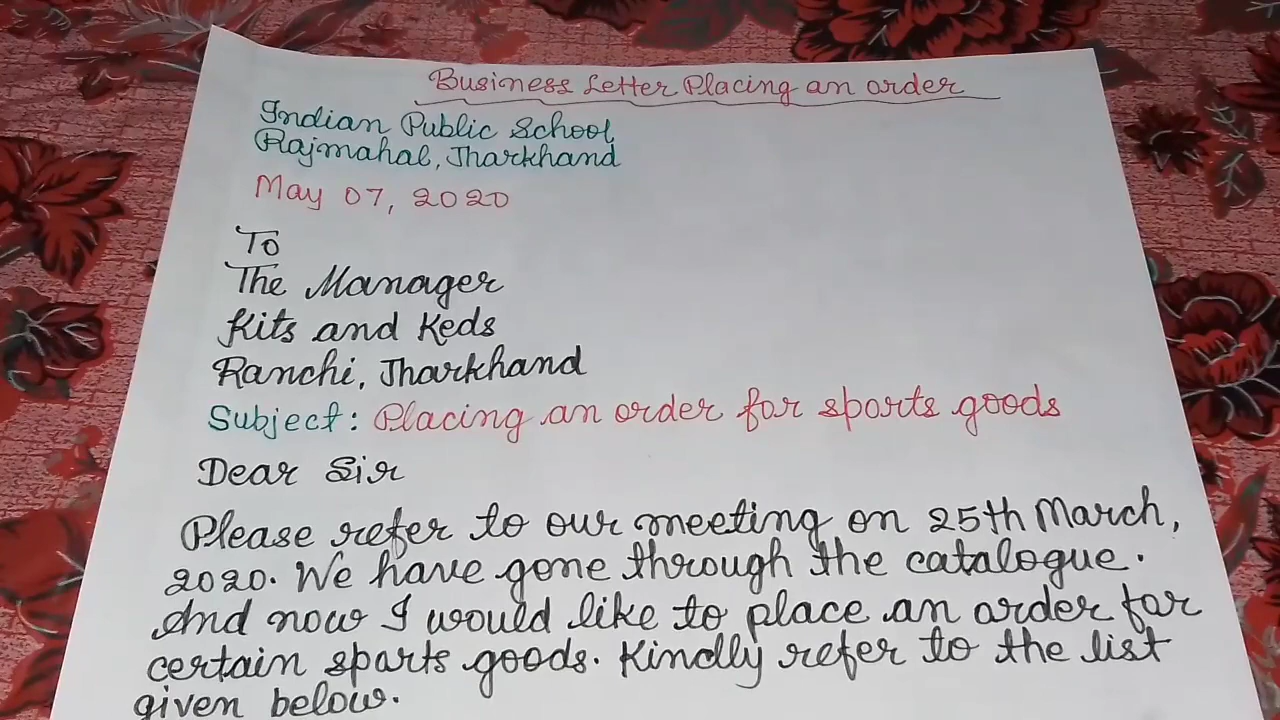 Business Letter Placing an order
Indian Public School
Rajmahal, Jharkhand
May 07, 2020
To
The Manager
Kits and Keds
Ranchi, Jharkhand
Subject: Placing an order for sports goods
Dear Sir
Please refer to our meeting on 25th March,
2020. We have gone through the catalogue.
And now I would like to place an order for
certain sports goods. Kindly refer to the list
given below.